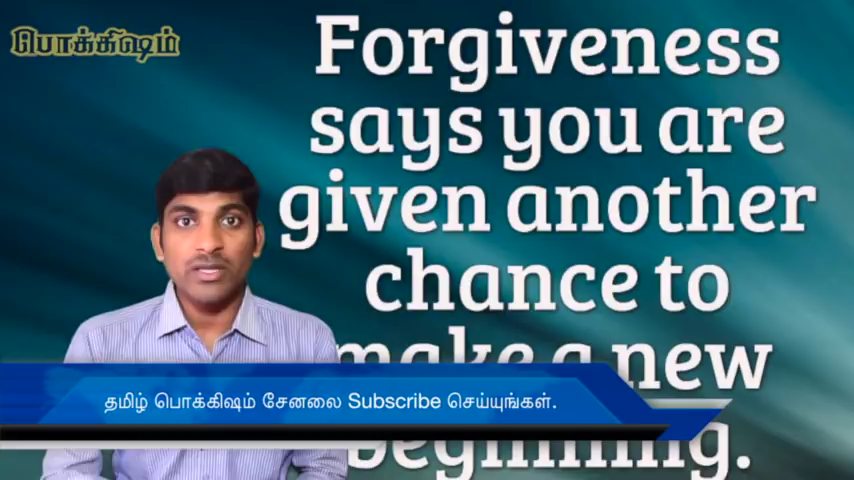 பொக்கிஷம்
Forgiveness
says you are
given another
chance to
make a new
beginning.
தமிழ் பொக்கிஷம் சேனலை Subscribe செய்யுங்கள்.